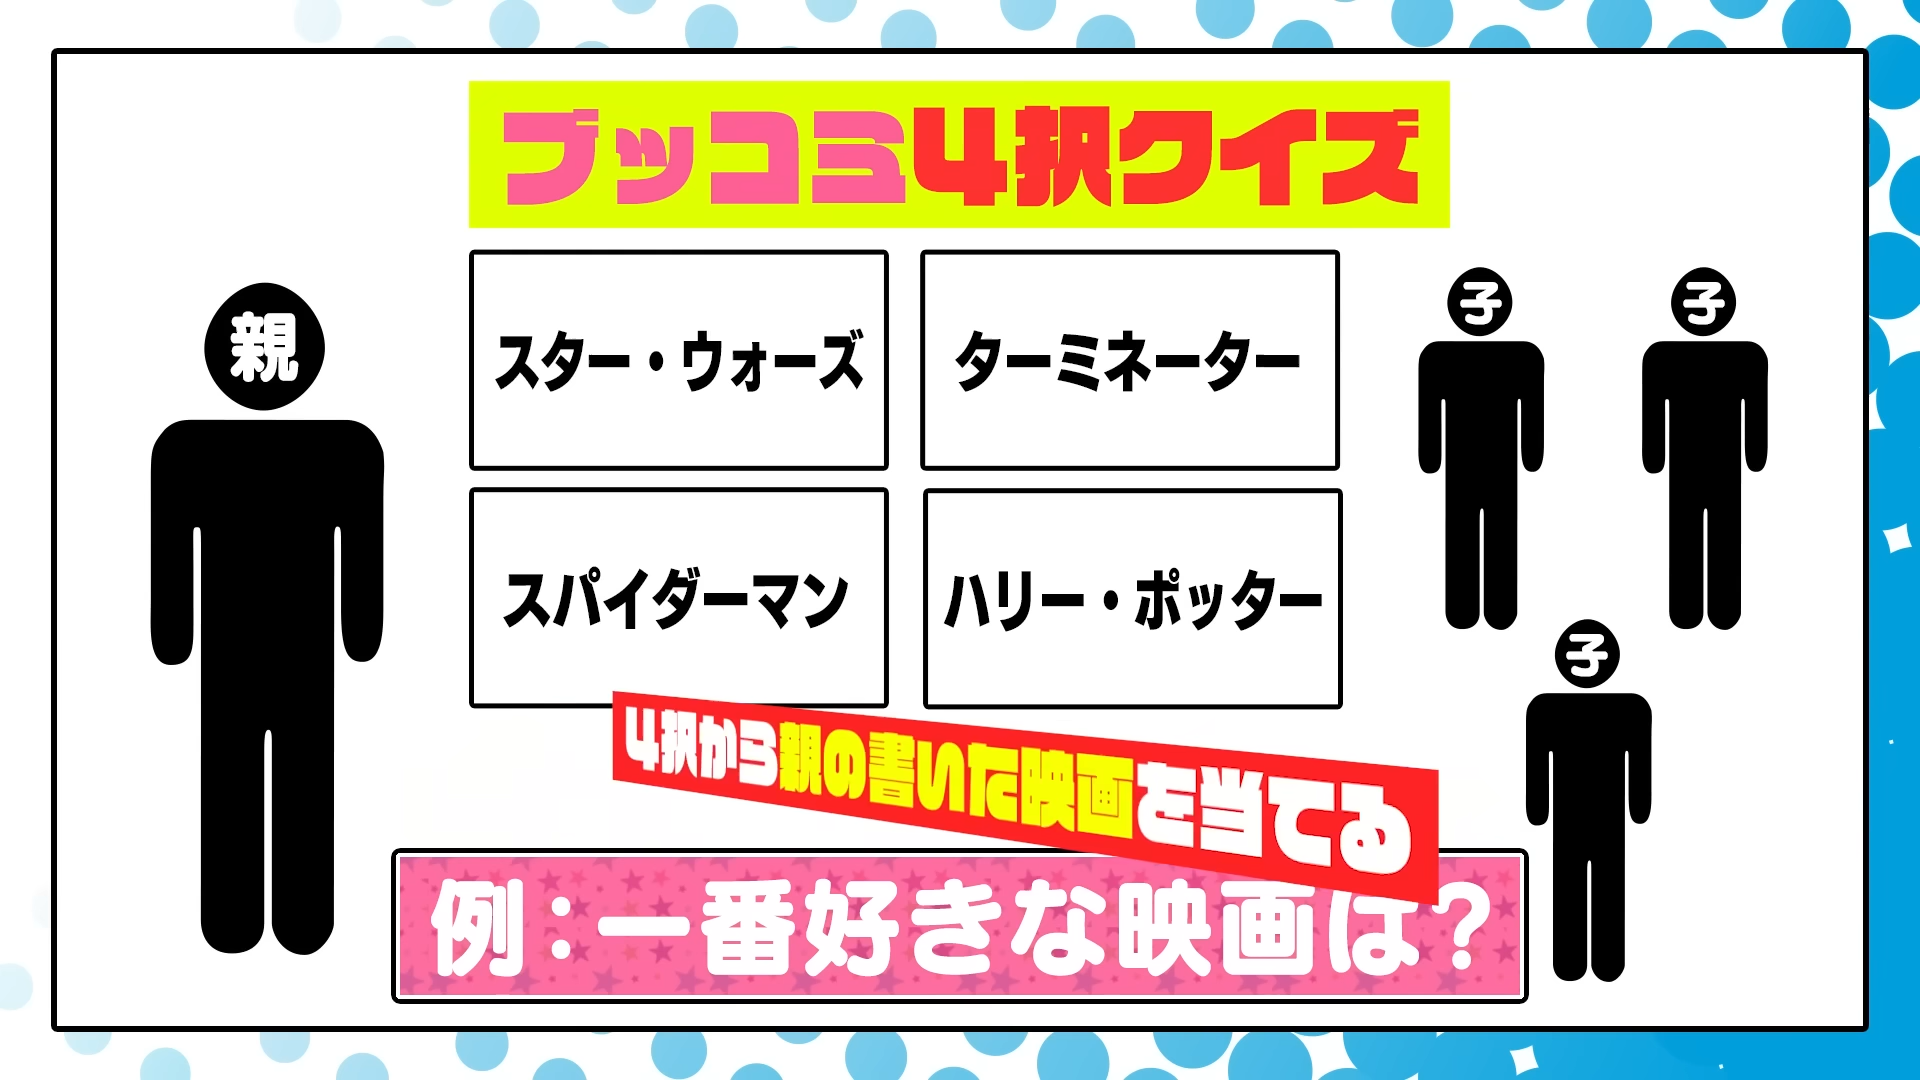 ブッコミ4択クイズ
親
スター・ウォーズ
ターミネーター
子
子
スパイダーマン
ハリー・ポッター
子
4択から親の書いた映画を当てる
例：一番好きな映画は？